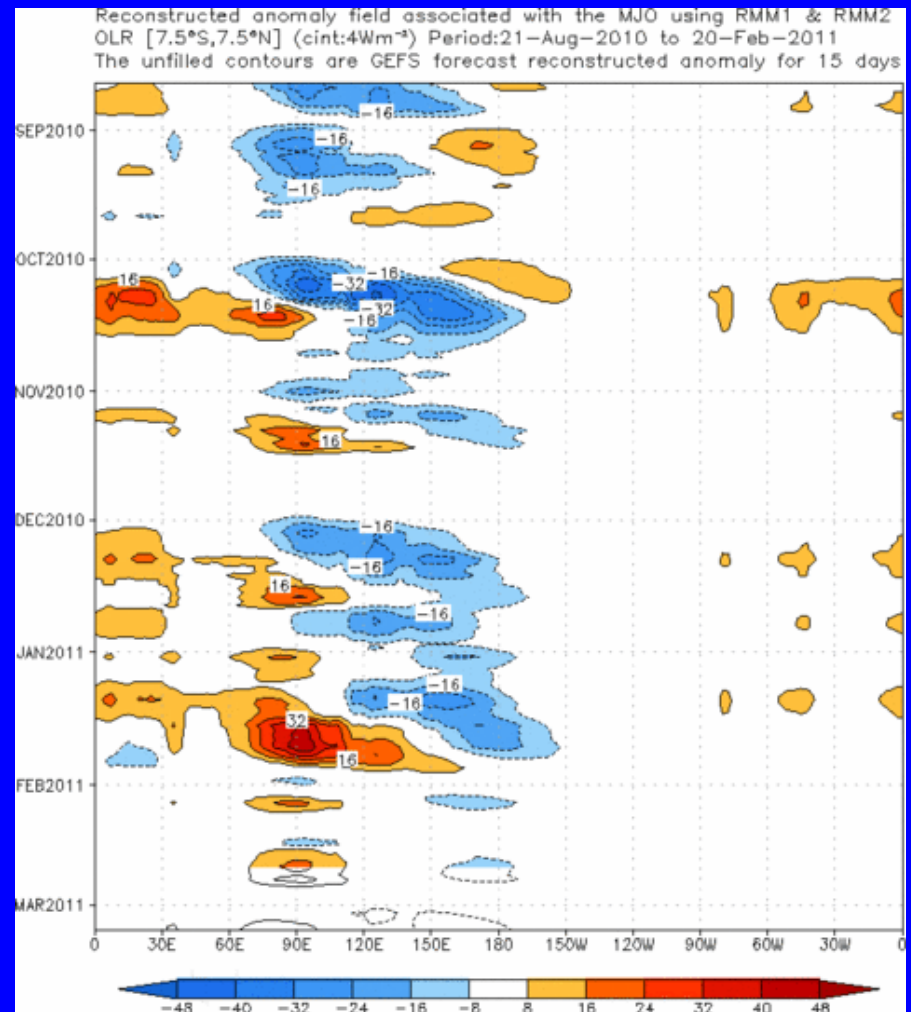 Reconstructed anomaly field associated with the MJO using RMM1 & RMM2
OLR [7.5°S,7.5°N] (cint:4Wm⁻²) Period:21-Aug-2010 to 20-Feb-2011
The unfilled contours are GEFS forecast reconstructed anomaly for 15 days
-16
SEP2010
-16
-16
OCT2010
16
-16
-32
16
-32
-16
NOV2010
16
DEC2010
-16
-16
16
-16
JAN2011
-16
-16
32
16
FEB2011
MAR2011
0 30E 60E 90E 120E 150E 180 150W 120W 90W 60W 30W 0
-48 -40 -32 -24 -16 -8 8 16 24 32 40 48